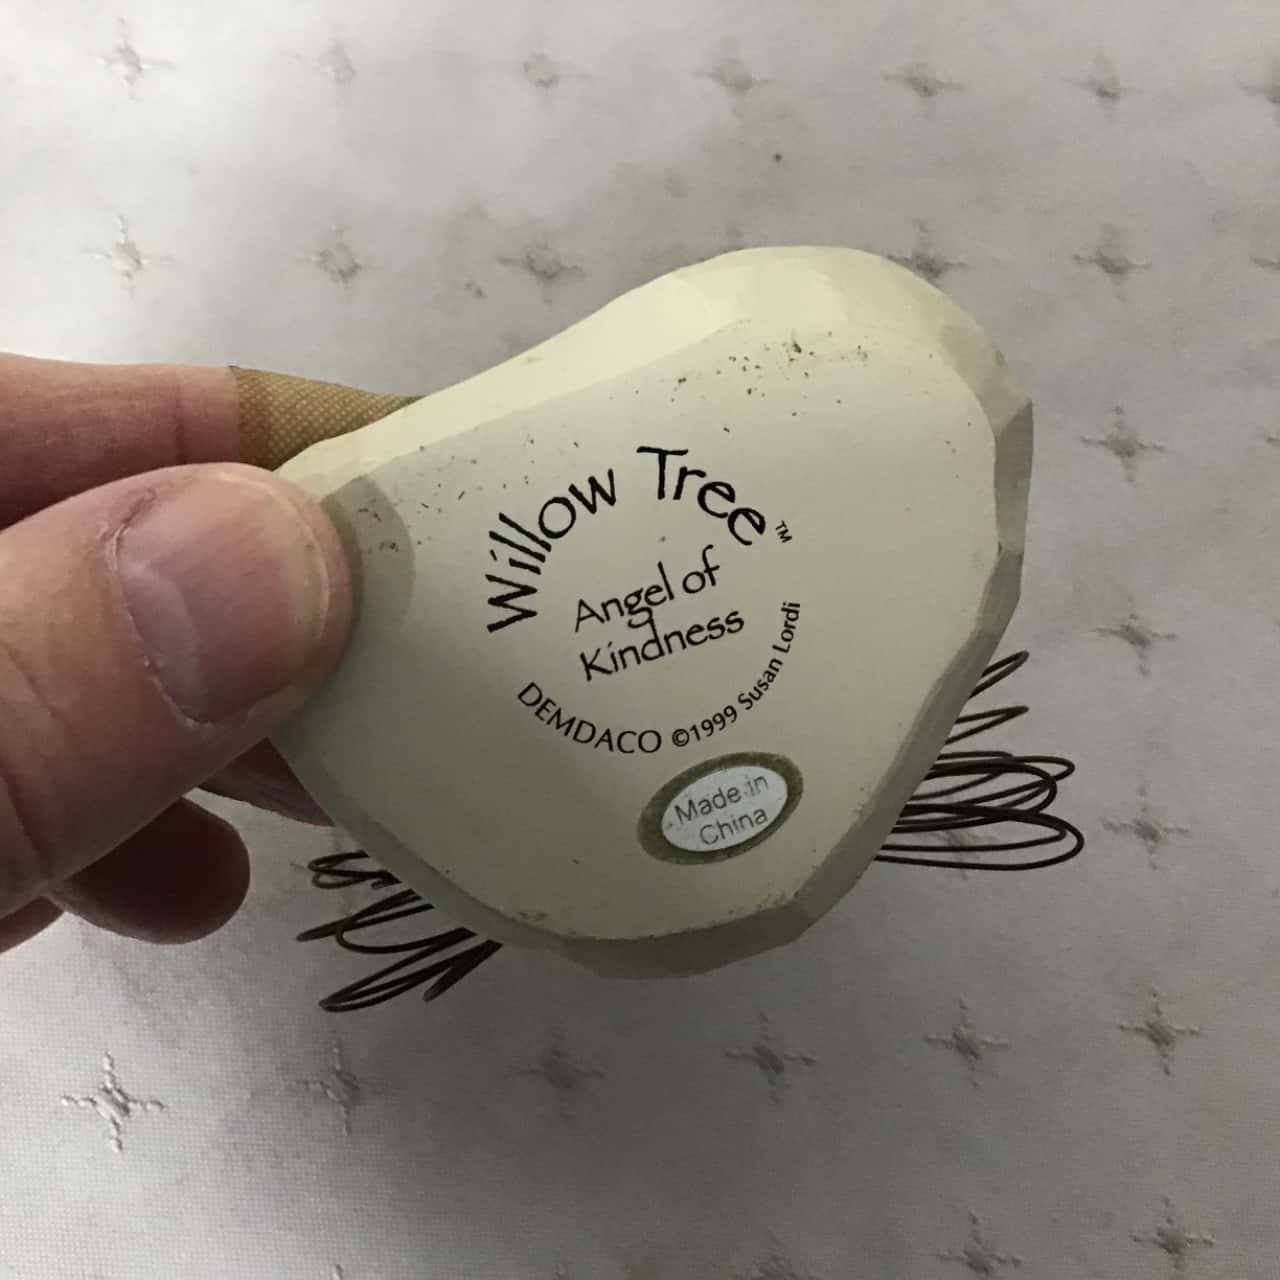 Willow Tree™
Angel of
Kindness
DEMDACO ©1999 Susan Lordi
Made in
China